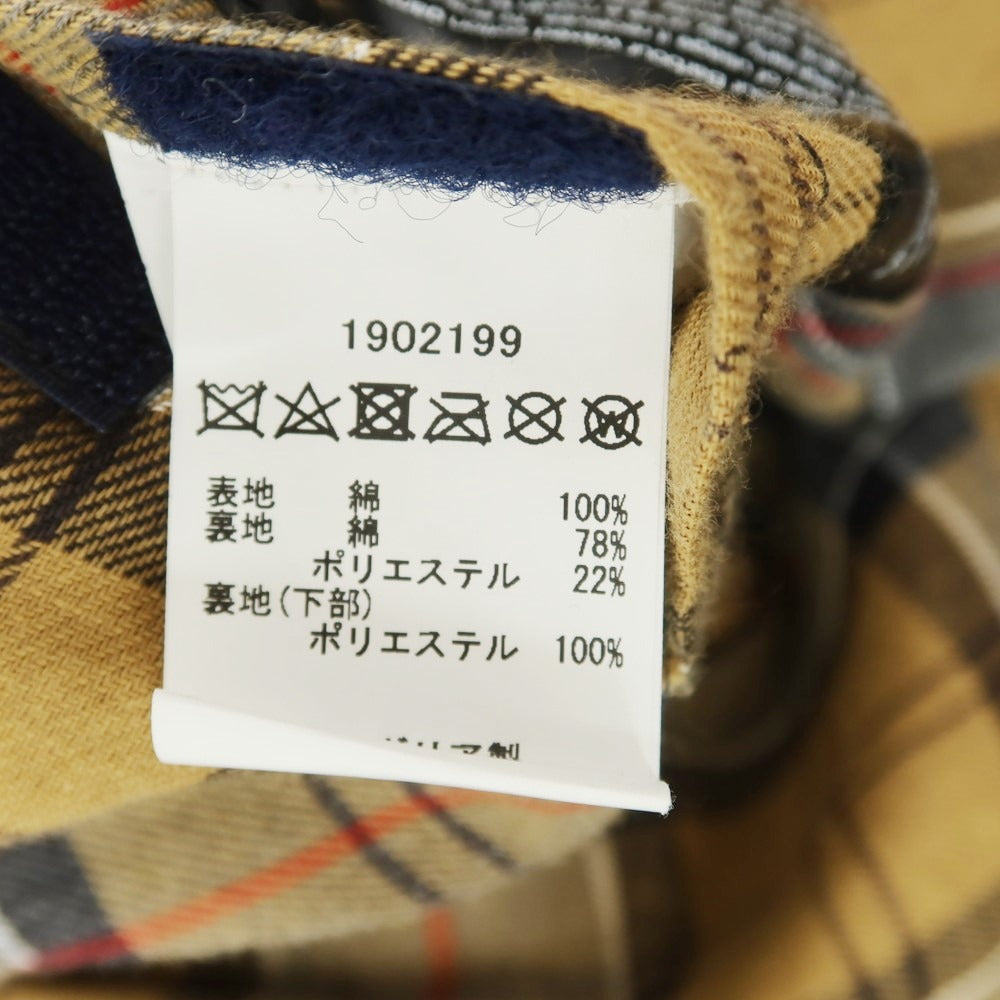 1902199
表地 綿 100%
裏地 綿 78%
ポリエステル 22%
裏地(下部)
ポリエステル 100%